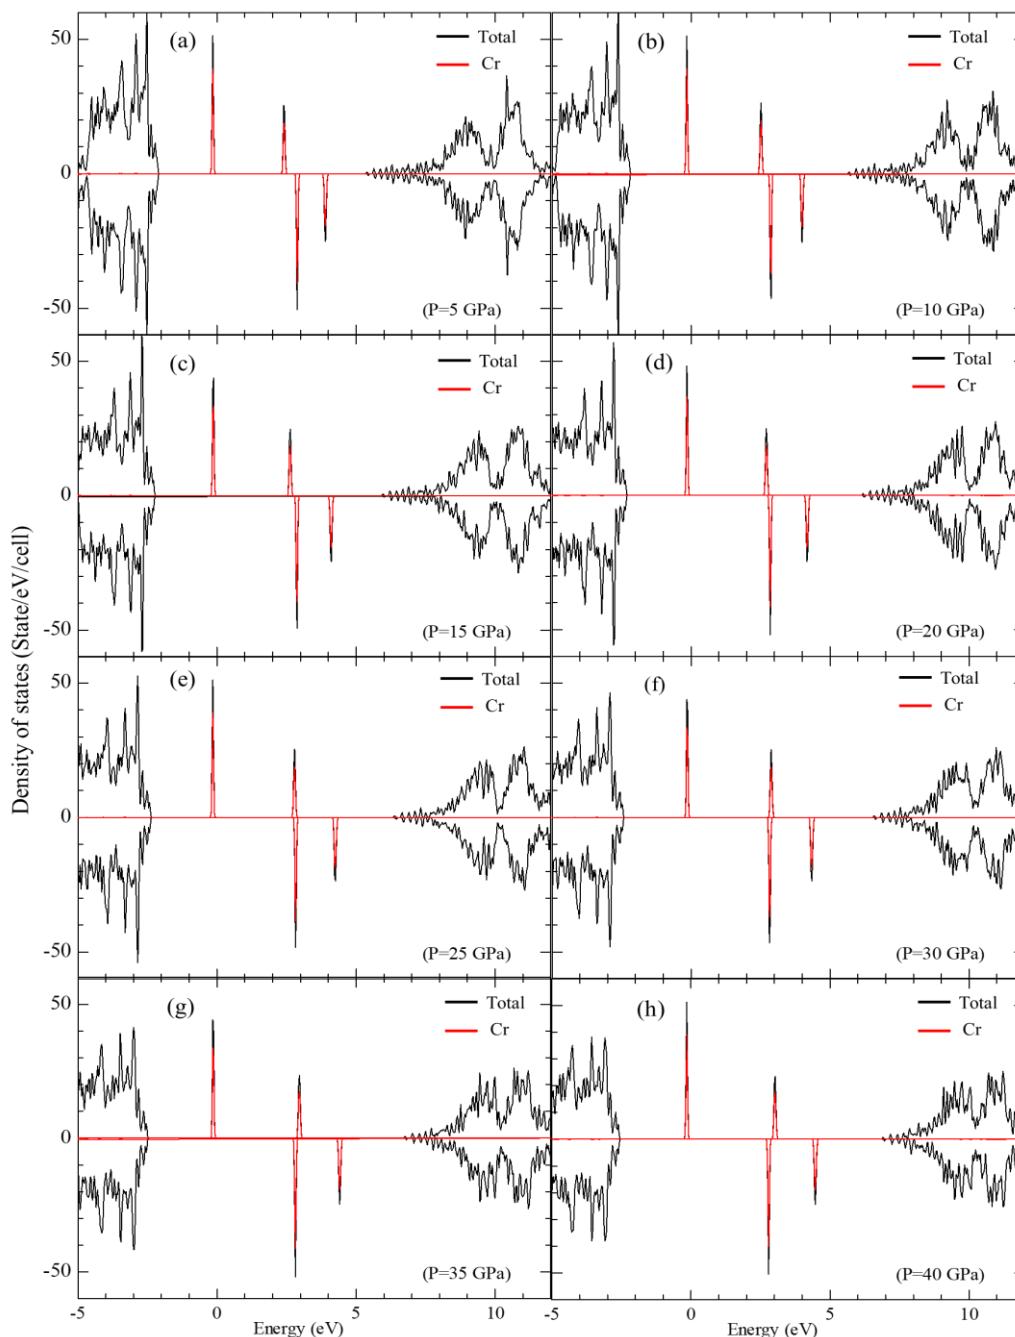 (a) Total (b) Total
50 Cr Cr
0
-50 (P=5 GPa) (P=10 GPa)
(c) Total (d) Total
50 Cr Cr
0
-50 (P=15 GPa) (P=20 GPa)
(e) Total (f) Total
50 Cr Cr
0
-50 (P=25 GPa) (P=30 GPa)
(g) Total (h) Total
50 Cr Cr
0
-50 (P=35 GPa) (P=40 GPa)
-5 0 5 10 -5 0 5 10
Energy (eV) Energy (eV)
Density of states (State/eV/cell)